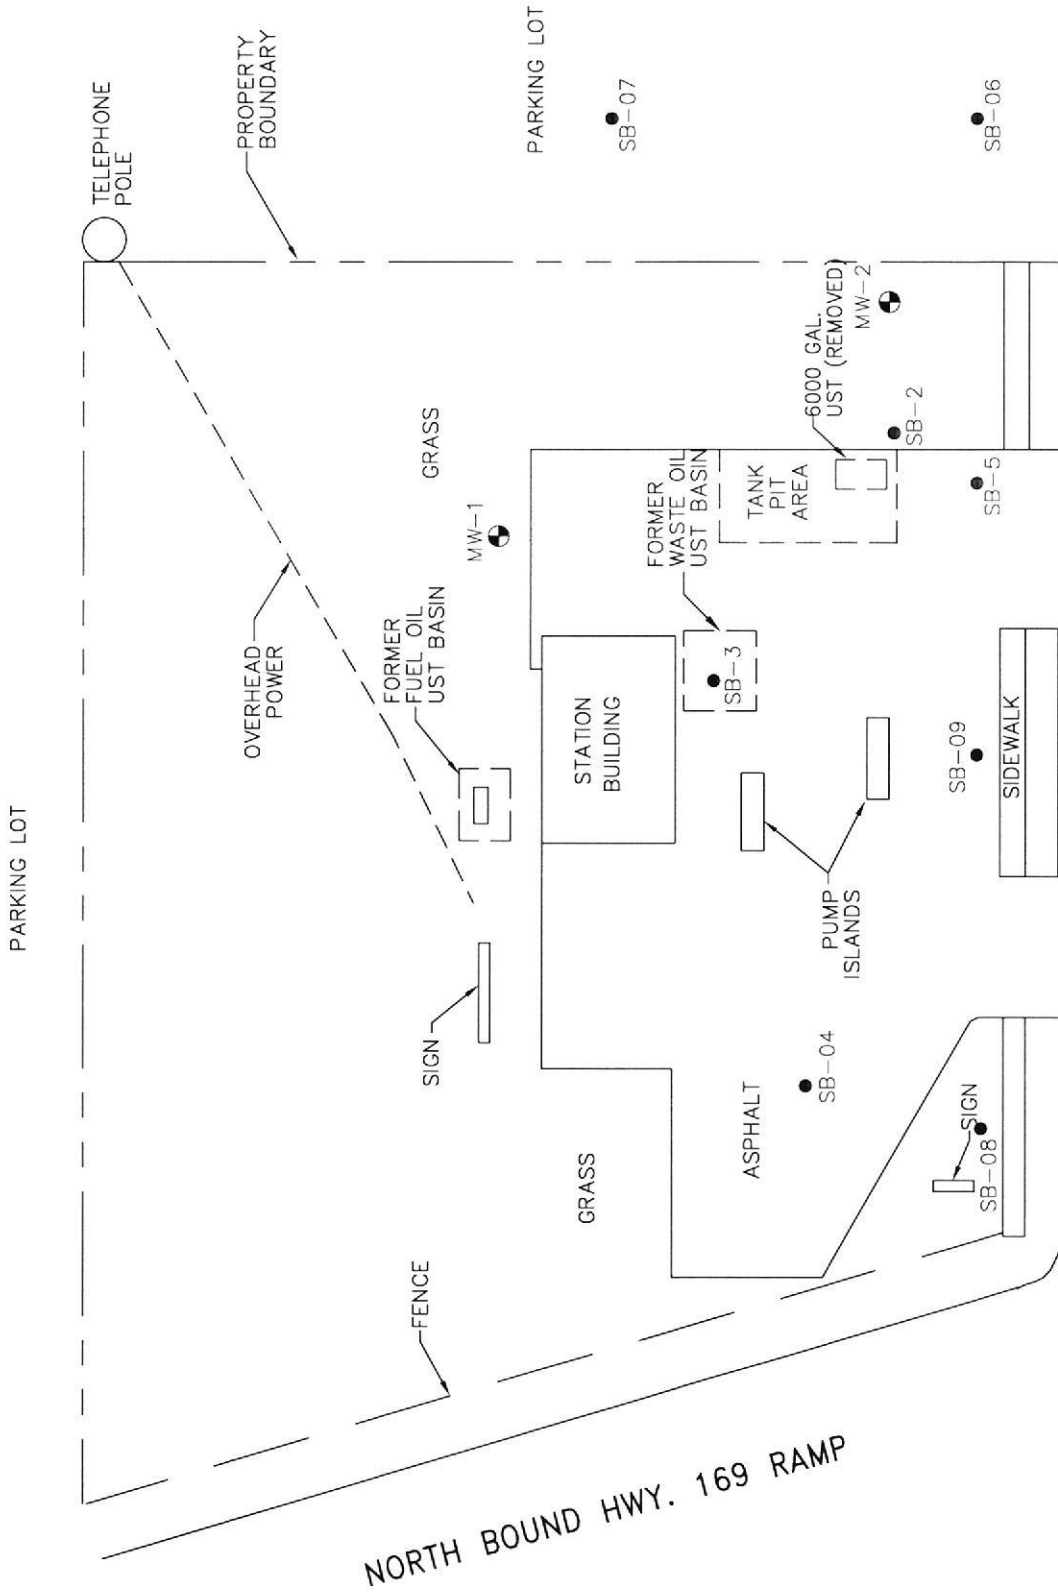 PARKING LOT
TELEPHONE
POLE
PROPERTY
BOUNDARY
PARKING LOT
SB-07
SB-06
OVERHEAD
POWER
GRASS
MW-1
FORMER
FUEL OIL
UST BASIN
SIGN
STATION
BUILDING
FORMER
WASTE OIL
UST BASIN
SB-3
TANK
PIT
AREA
6000 GAL.
UST (REMOVED)
MW-2
SB-2
SB-5
PUMP
ISLANDS
SB-09
SIDEWALK
GRASS
ASPHALT
SB-04
SIGN
SB-08
FENCE
NORTH BOUND HWY. 169 RAMP